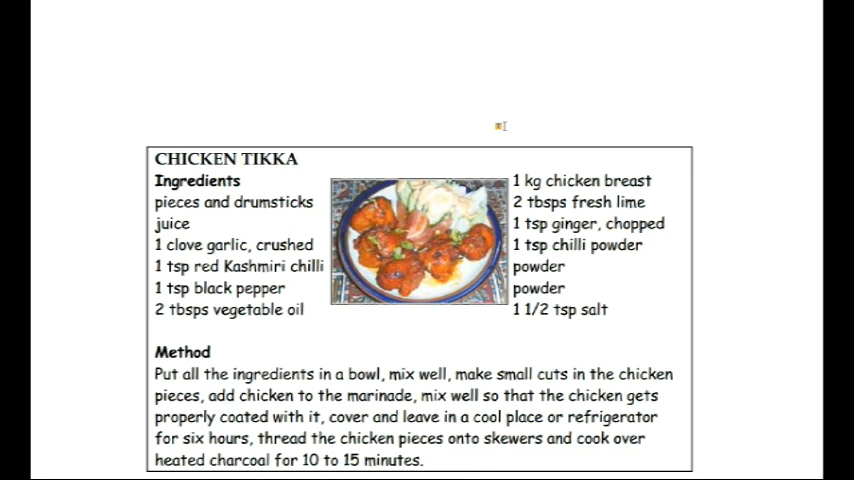 CHICKEN TIKKA
Ingredients 1 kg chicken breast
pieces and drumsticks 2 tbsps fresh lime
juice 1 tsp ginger, chopped
1 clove garlic, crushed 1 tsp chilli powder
1 tsp red Kashmiri chilli powder
1 tsp black pepper powder
2 tbsps vegetable oil 1 1/2 tsp salt
Method
Put all the ingredients in a bowl, mix well, make small cuts in the chicken
pieces, add chicken to the marinade, mix well so that the chicken gets
properly coated with it, cover and leave in a cool place or refrigerator
for six hours, thread the chicken pieces onto skewers and cook over
heated charcoal for 10 to 15 minutes.